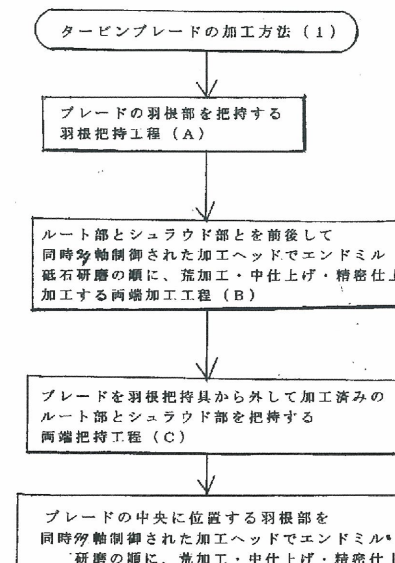 タービンブレードの加工方法（１）
ブレードの羽根部を把持する
羽根把持工程（Ａ）
ルート部とシュラウド部とを前後して
同時多軸制御された加工ヘッドでエンドミル
砥石研磨の順に、荒加工・中仕上げ・精密仕上
加工する両端加工工程（Ｂ）
ブレードを羽根把持具から外して加工済みの
ルート部とシュラウド部を把持する
両端把持工程（Ｃ）
ブレードの中央に位置する羽根部を
同時多軸制御された加工ヘッドでエンドミル・
研磨の順に、荒加工・中仕上げ・精密仕上